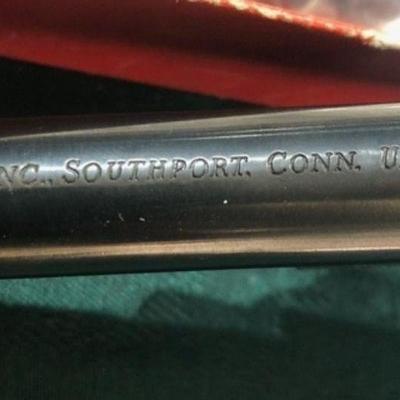 NC., SOUTHPORT, CONN. U